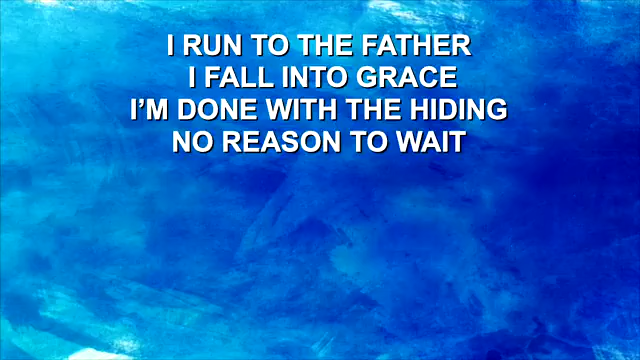 I RUN TO THE FATHER
I FALL INTO GRACE
I’M DONE WITH THE HIDING
NO REASON TO WAIT